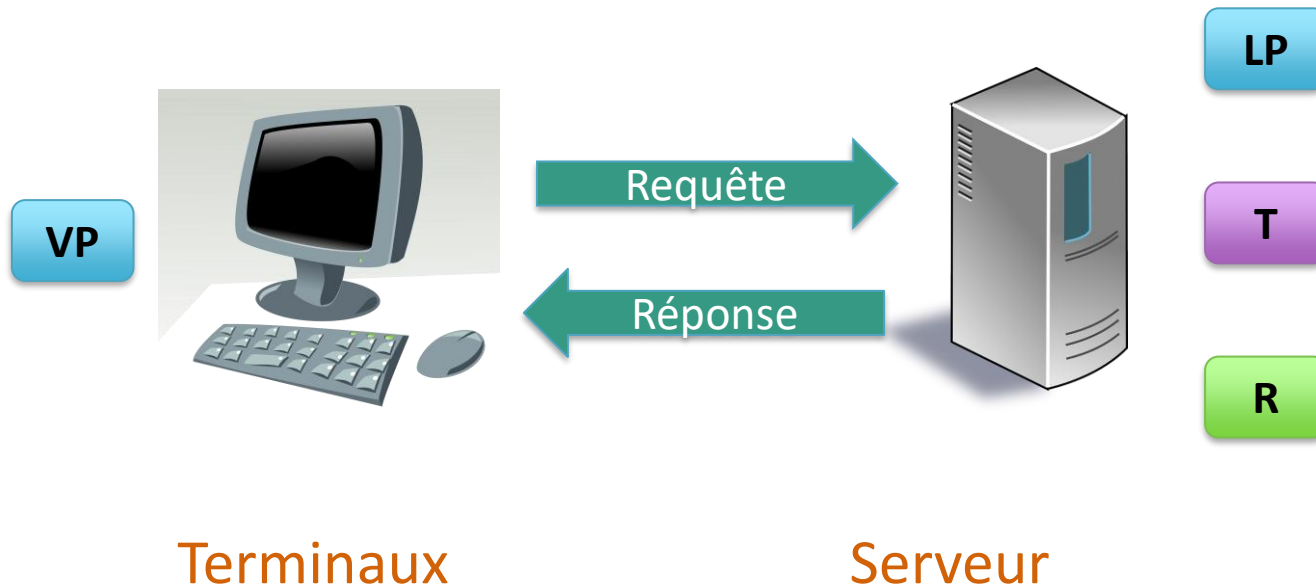 LP
Requête
VP
T
Réponse
R
Terminaux
Serveur